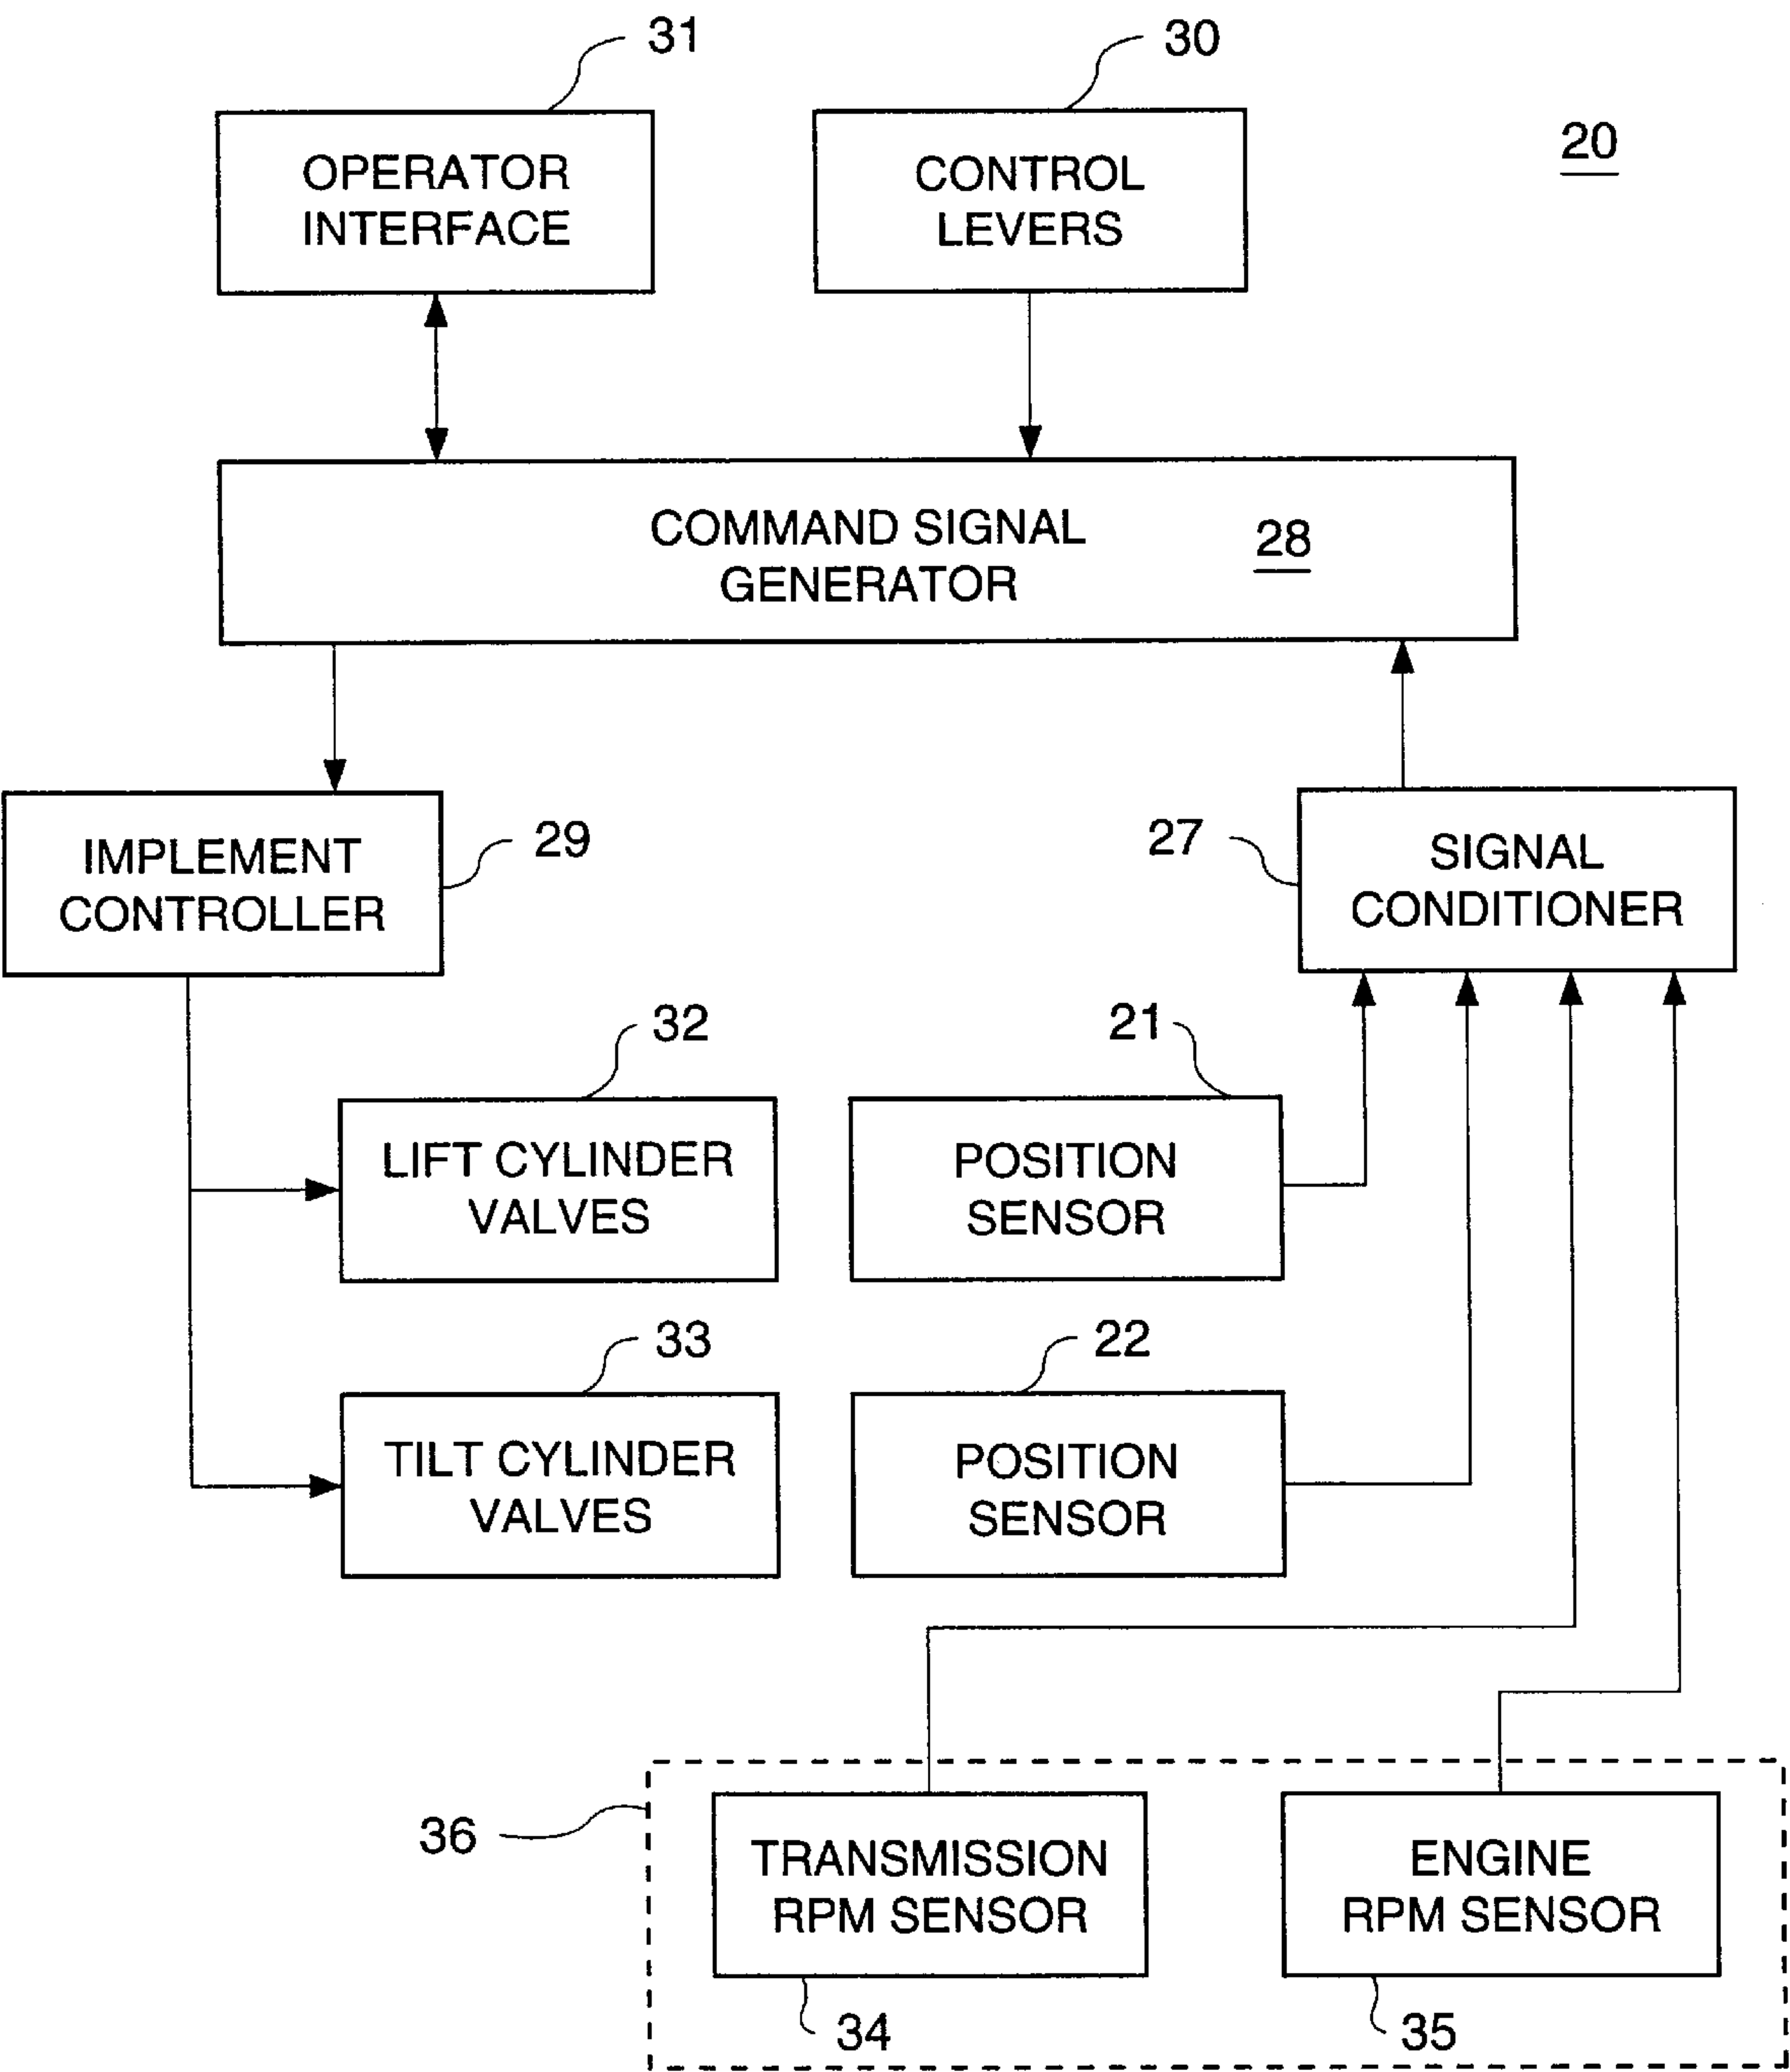 31
30
20
OPERATOR
INTERFACE
CONTROL
LEVERS
COMMAND SIGNAL
GENERATOR
28
IMPLEMENT
CONTROLLER
29
27
SIGNAL
CONDITIONER
32
21
LIFT CYLINDER
VALVES
POSITION
SENSOR
33
22
TILT CYLINDER
VALVES
POSITION
SENSOR
36
TRANSMISSION
RPM SENSOR
ENGINE
RPM SENSOR
34
35